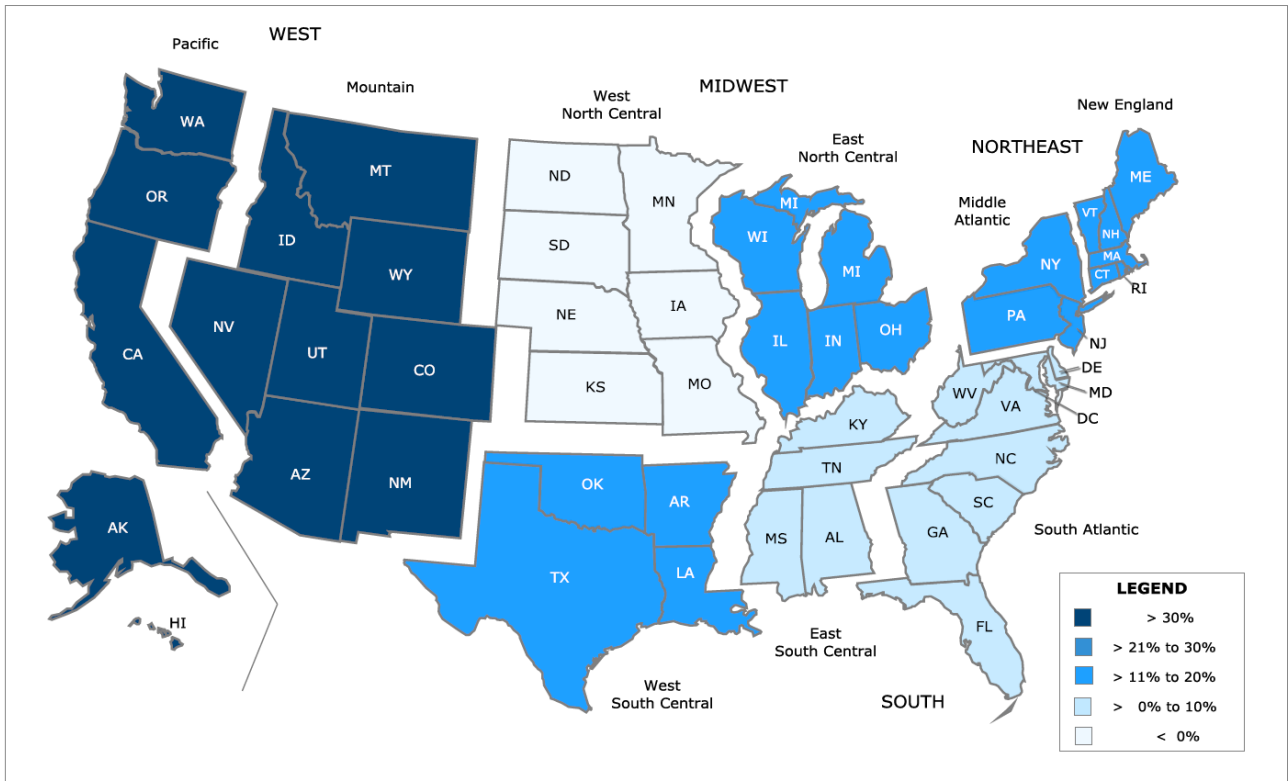 WEST
Pacific
Mountain
MIDWEST
West
North Central
East
North Central
New England
NORTHEAST
Middle
Atlantic
WA
OR
CA
AK
HI
MT
ID
WY
NV
UT
CO
AZ
NM
ND
MN
SD
NE
IA
KS
MO
MI
WI
MI
IL
IN
OH
ME
VT
NH
MA
CT
RI
NY
PA
NJ
DE
MD
DC
WV
VA
KY
TN
NC
SC
MS
AL
GA
FL
OK
AR
TX
LA
South Atlantic
East
South Central
West
South Central
SOUTH
LEGEND
> 30%
> 21% to 30%
> 11% to 20%
> 0% to 10%
< 0%